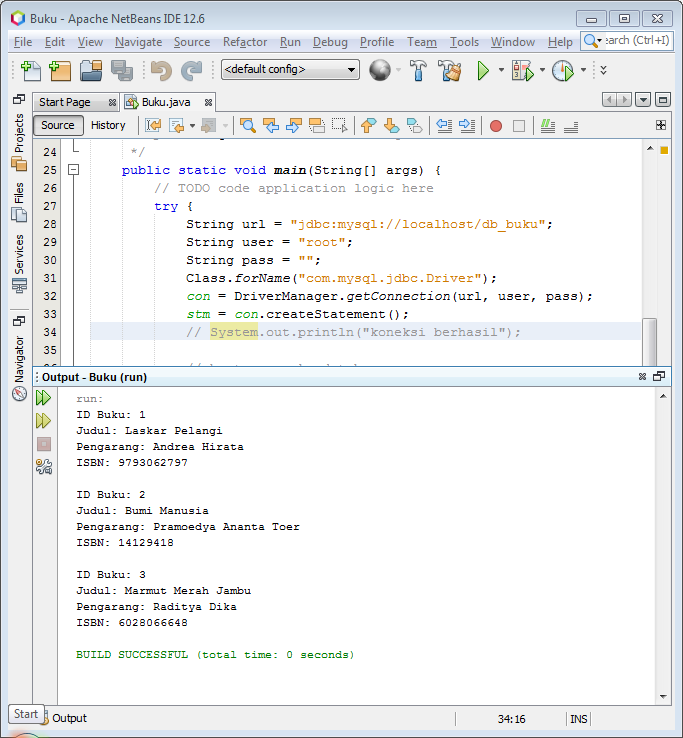 Buku - Apache NetBeans IDE 12.6
File Edit View Navigate Source Refactor Run Debug Profile Team Tools Window Help
earch (Ctrl+I)
<default config>
Start Page
Buku.java
Source History
Projects
Files
Services
Navigator
24 */
25 public static void main(String[] args) {
26 // TODO code application logic here
27 try {
28 String url = "jdbc:mysql://localhost/db_buku";
29 String user = "root";
30 String pass = "";
31 Class.forName("com.mysql.jdbc.Driver");
32 con = DriverManager.getConnection(url, user, pass);
33 stm = con.createStatement();
34 // System.out.println("koneksi berhasil");
35
Output - Buku (run)
run:
ID Buku: 1
Judul: Laskar Pelangi
Pengarang: Andrea Hirata
ISBN: 9793062797
ID Buku: 2
Judul: Bumi Manusia
Pengarang: Pramoedya Ananta Toer
ISBN: 14129418
ID Buku: 3
Judul: Marmut Merah Jambu
Pengarang: Raditya Dika
ISBN: 6028066648
BUILD SUCCESSFUL (total time: 0 seconds)
Start
Output
34:16
INS